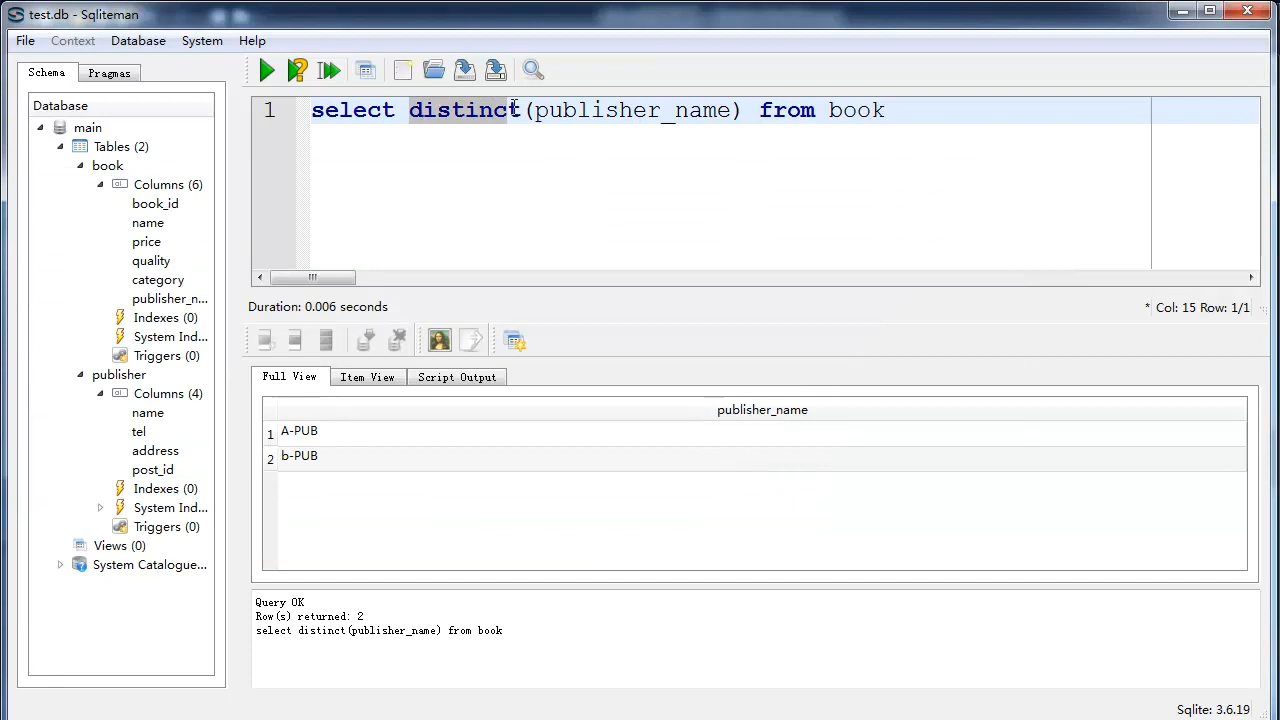 test.db - Sqliteman
File Context Database System Help
Schema Pragmas
Database
main
Tables (2)
book
Columns (6)
book_id
name
price
quality
category
publisher_n...
Indexes (0)
System Ind...
Triggers (0)
publisher
Columns (4)
name
tel
address
post_id
Indexes (0)
System Ind...
Triggers (0)
Views (0)
System Catalogue...
1 select distinct(publisher_name) from book
Duration: 0.006 seconds
* Col: 15 Row: 1/1
Full View Item View Script Output
publisher_name
1 A-PUB
2 b-PUB
Query OK
Row(s) returned: 2
select distinct(publisher_name) from book
Sqlite: 3.6.19